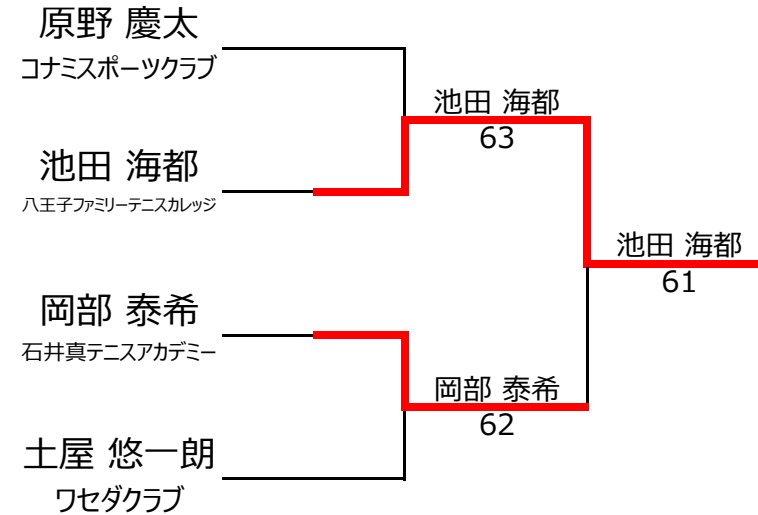 原野 慶太
コナミスポーツクラブ
池田 海都
63
池田 海都
八王子ファミリーテニスカレッジ
池田 海都
61
岡部 泰希
石井真テニスアカデミー
岡部 泰希
62
土屋 悠一朗
ワセダクラブ